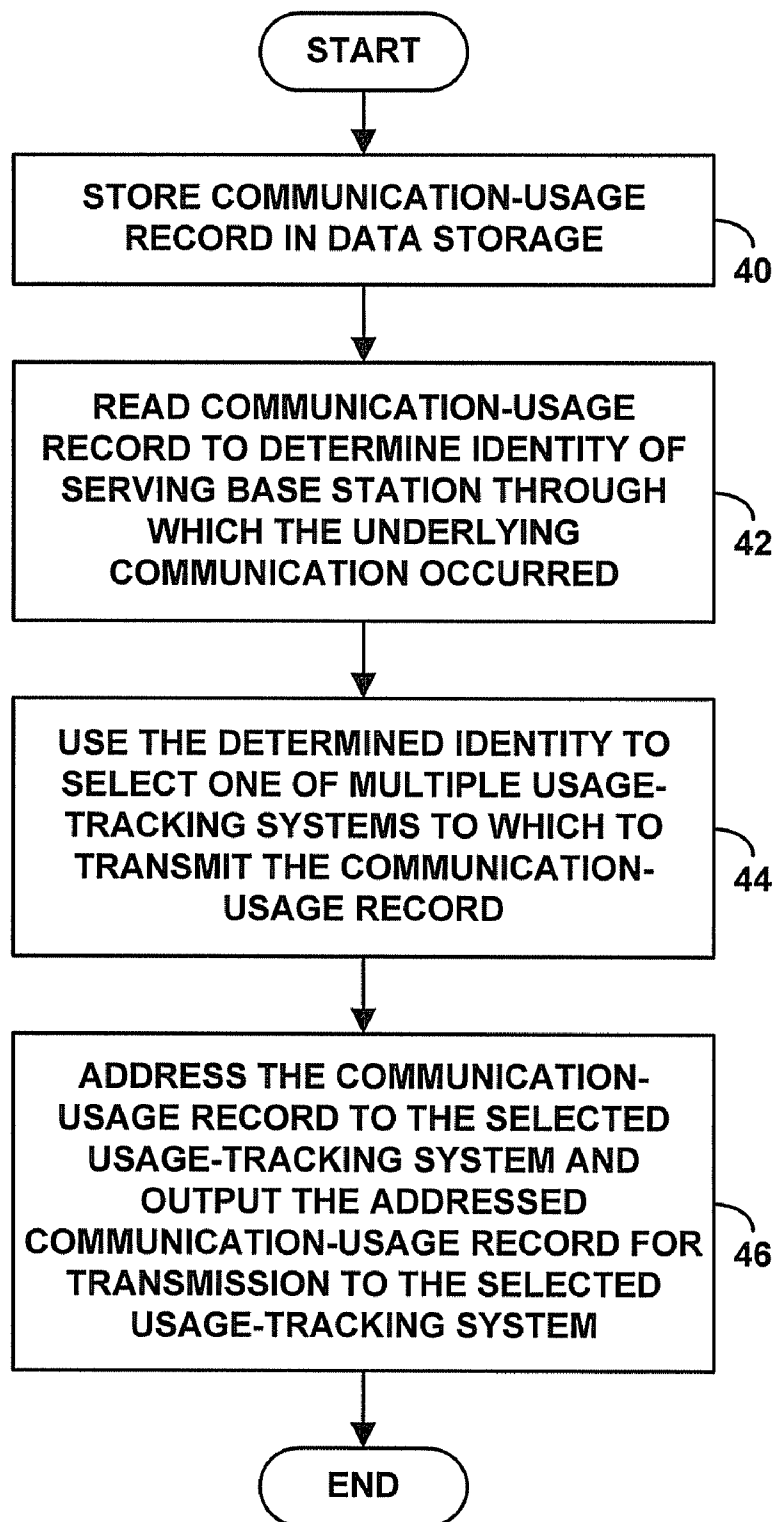 START
STORE COMMUNICATION-USAGE
RECORD IN DATA STORAGE
40
READ COMMUNICATION-USAGE
RECORD TO DETERMINE IDENTITY OF
SERVING BASE STATION THROUGH
WHICH THE UNDERLYING
COMMUNICATION OCCURRED
42
USE THE DETERMINED IDENTITY TO
SELECT ONE OF MULTIPLE USAGE-
TRACKING SYSTEMS TO WHICH TO
TRANSMIT THE COMMUNICATION-
USAGE RECORD
44
ADDRESS THE COMMUNICATION-
USAGE RECORD TO THE SELECTED
USAGE-TRACKING SYSTEM AND
OUTPUT THE ADDRESSED
COMMUNICATION-USAGE RECORD FOR
TRANSMISSION TO THE SELECTED
USAGE-TRACKING SYSTEM
46
END